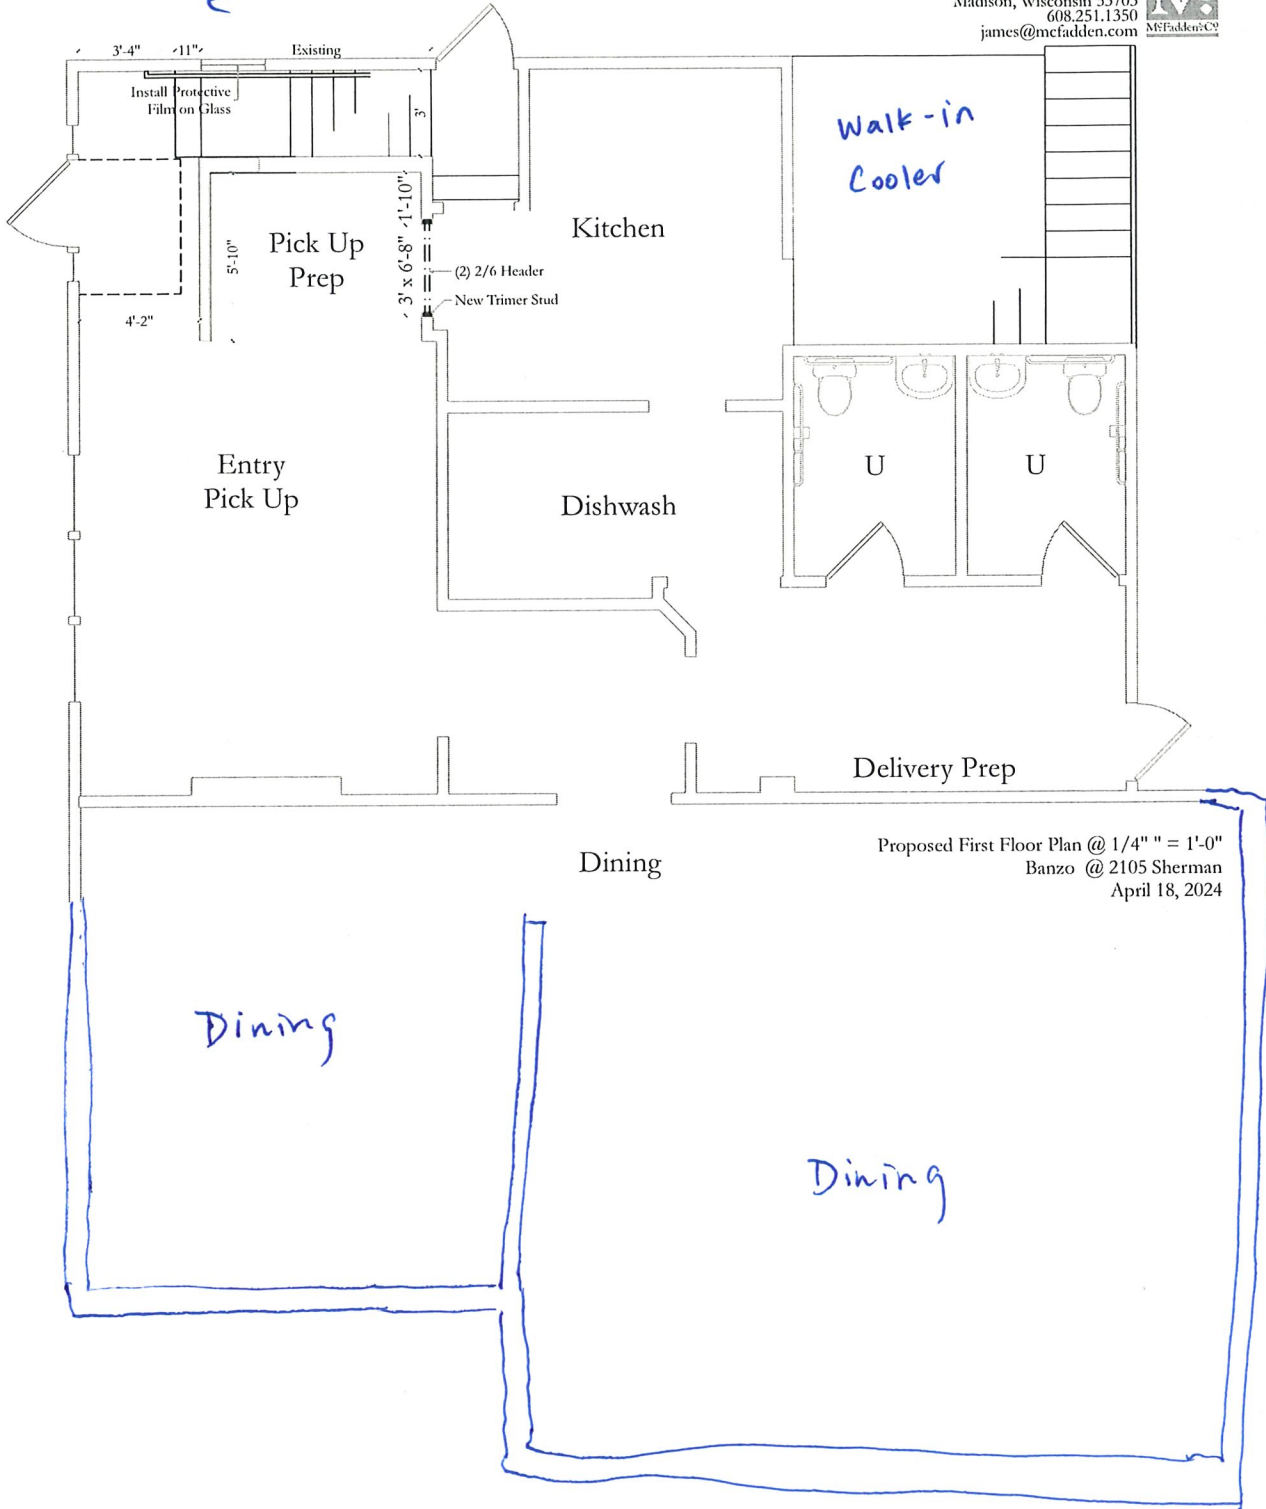 Madison, Wisconsin 53703
608.251.1350
james@mcfadden.com
McFadden&Co
3'-4"
11"
Existing
Install Protective
Film on Glass
3'
Walk-in
Cooler
Pick Up
Prep
5'-10"
1'-10"
3' x 6'-8"
Kitchen
(2) 2/6 Header
New Trimer Stud
4'-2"
Entry
Pick Up
Dishwash
U
U
Delivery Prep
Dining
Proposed First Floor Plan @ 1/4" " = 1'-0"
Banzo @ 2105 Sherman
April 18, 2024
Dining
Dining